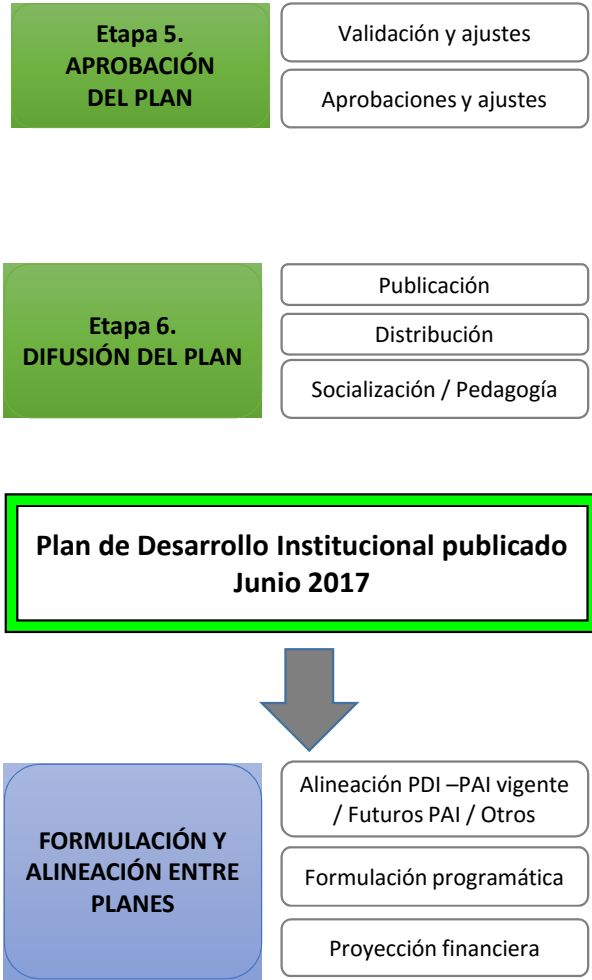 Etapa 5.
APROBACIÓN
DEL PLAN
Validación y ajustes
Aprobaciones y ajustes
Etapa 6.
DIFUSIÓN DEL PLAN
Publicación
Distribución
Socialización / Pedagogía
Plan de Desarrollo Institucional publicado
Junio 2017
FORMULACIÓN Y
ALINEACIÓN ENTRE
PLANES
Alineación PDI –PAI vigente
/ Futuros PAI / Otros
Formulación programática
Proyección financiera